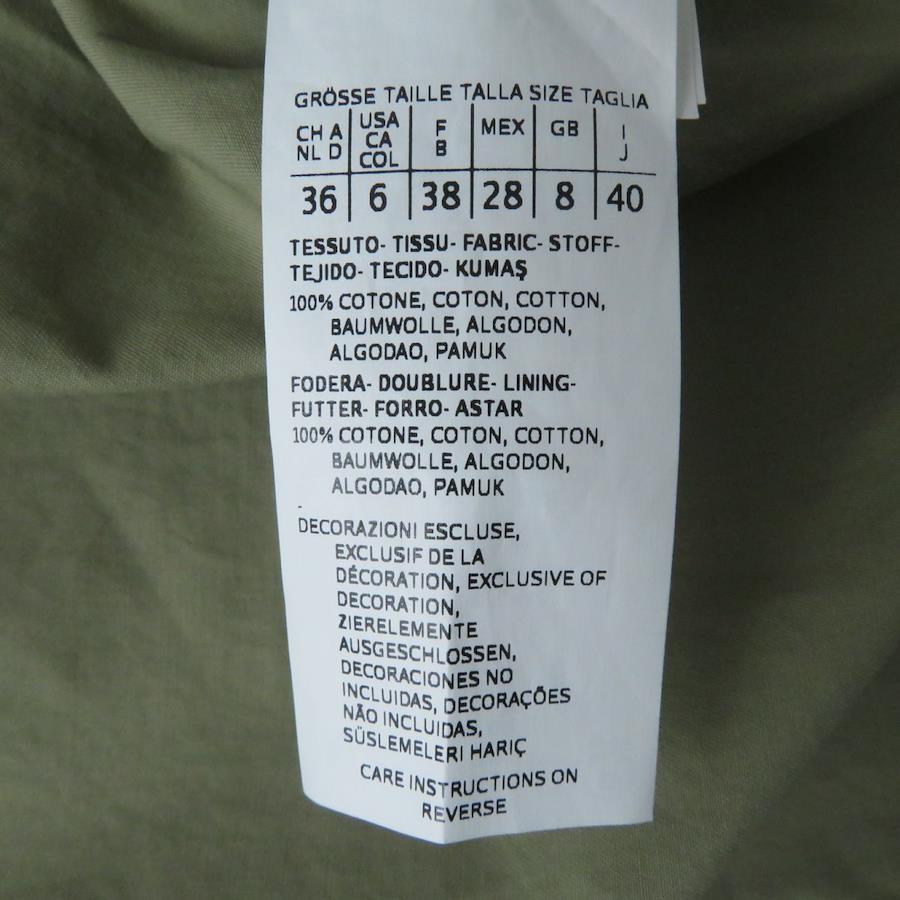 GRÖSSE TAILLE TALLA SIZE TAGLIA
CH A USA F MEX GB I
NL D CA B J
COL
36 6 38 28 8 40
TESSUTO- TISSU- FABRIC- STOFF-
TEJIDO- TECIDO- KUMAŞ
100% COTONE, COTON, COTTON,
BAUMWOLLE, ALGODON,
ALGODAO, PAMUK
FODERA- DOUBLURE- LINING-
FUTTER- FORRO- ASTAR
100% COTONE, COTON, COTTON,
BAUMWOLLE, ALGODON,
ALGODAO, PAMUK
-
DECORAZIONI ESCLUSE,
EXCLUSIF DE LA
DÉCORATION, EXCLUSIVE OF
DECORATION,
ZIERELEMENTE
AUSGESCHLOSSEN,
DECORACIONES NO
INCLUIDAS, DECORAÇÕES
NÃO INCLUIDAS,
SÜSLEMELERI HARIÇ
CARE INSTRUCTIONS ON
REVERSE